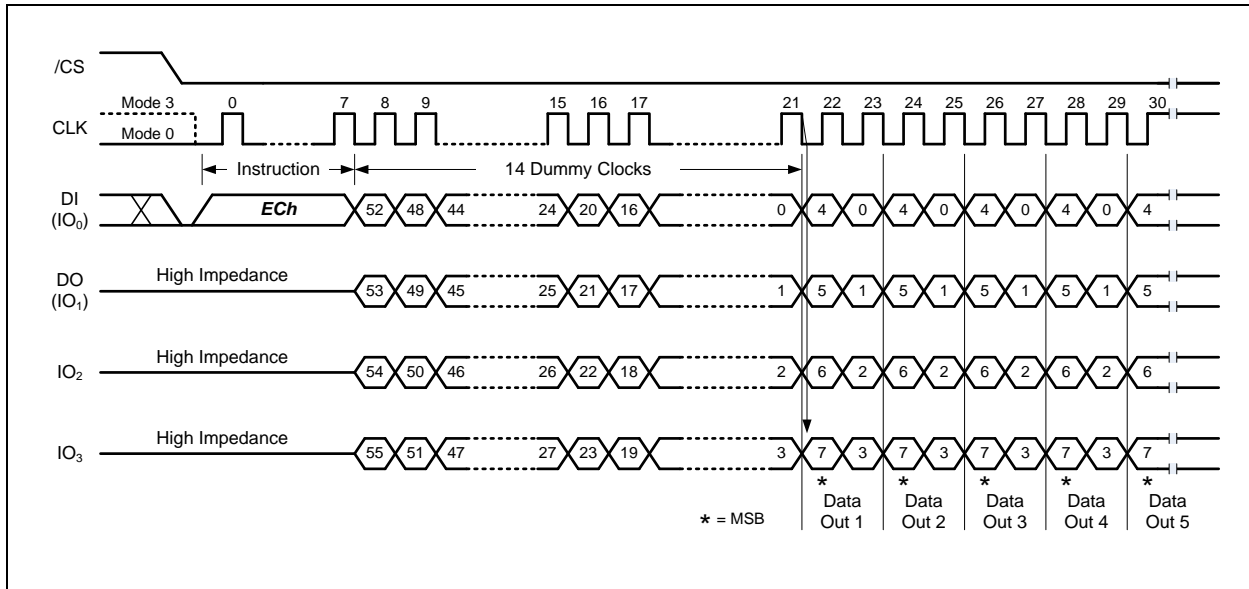 /CS
Mode 3 0 7 8 9 15 16 17 21 22 23 24 25 26 27 28 29 30
CLK
Mode 0
Instruction 14 Dummy Clocks
DI
(IO0)
ECh 52 48 44 24 20 16 0 4 0 4 0 4 0 4 0 4
DO
(IO1)
High Impedance
53 49 45 25 21 17 1 5 1 5 1 5 1 5 1 5
High Impedance
IO2 54 50 46 26 22 18 2 6 2 6 2 6 2 6 2 6
High Impedance
IO3 55 51 47 27 23 19 3 7 3 7 3 7 3 7 3 7
* * * * *
* = MSB
Data Out 1
Data Out 2
Data Out 3
Data Out 4
Data Out 5